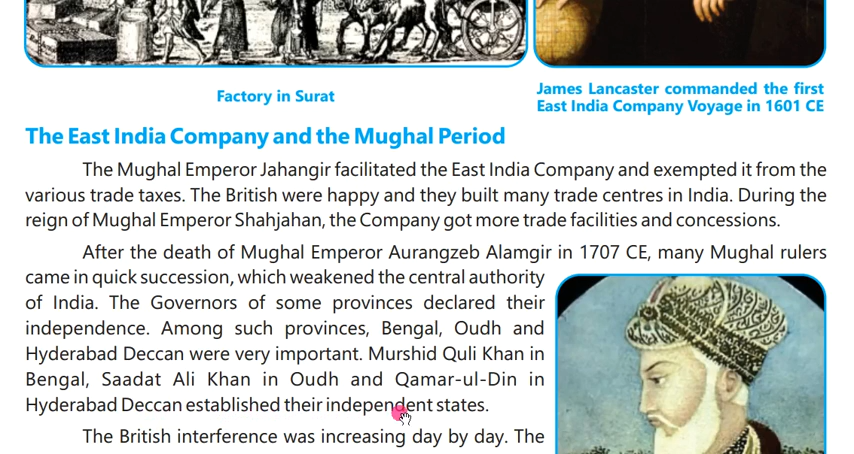 Factory in Surat
James Lancaster commanded the first
East India Company Voyage in 1601 CE
The East India Company and the Mughal Period
The Mughal Emperor Jahangir facilitated the East India Company and exempted it from the
various trade taxes. The British were happy and they built many trade centres in India. During the
reign of Mughal Emperor Shahjahan, the Company got more trade facilities and concessions.
After the death of Mughal Emperor Aurangzeb Alamgir in 1707 CE, many Mughal rulers
came in quick succession, which weakened the central authority
of India. The Governors of some provinces declared their
independence. Among such provinces, Bengal, Oudh and
Hyderabad Deccan were very important. Murshid Quli Khan in
Bengal, Saadat Ali Khan in Oudh and Qamar-ul-Din in
Hyderabad Deccan established their independent states.
The British interference was increasing day by day. The